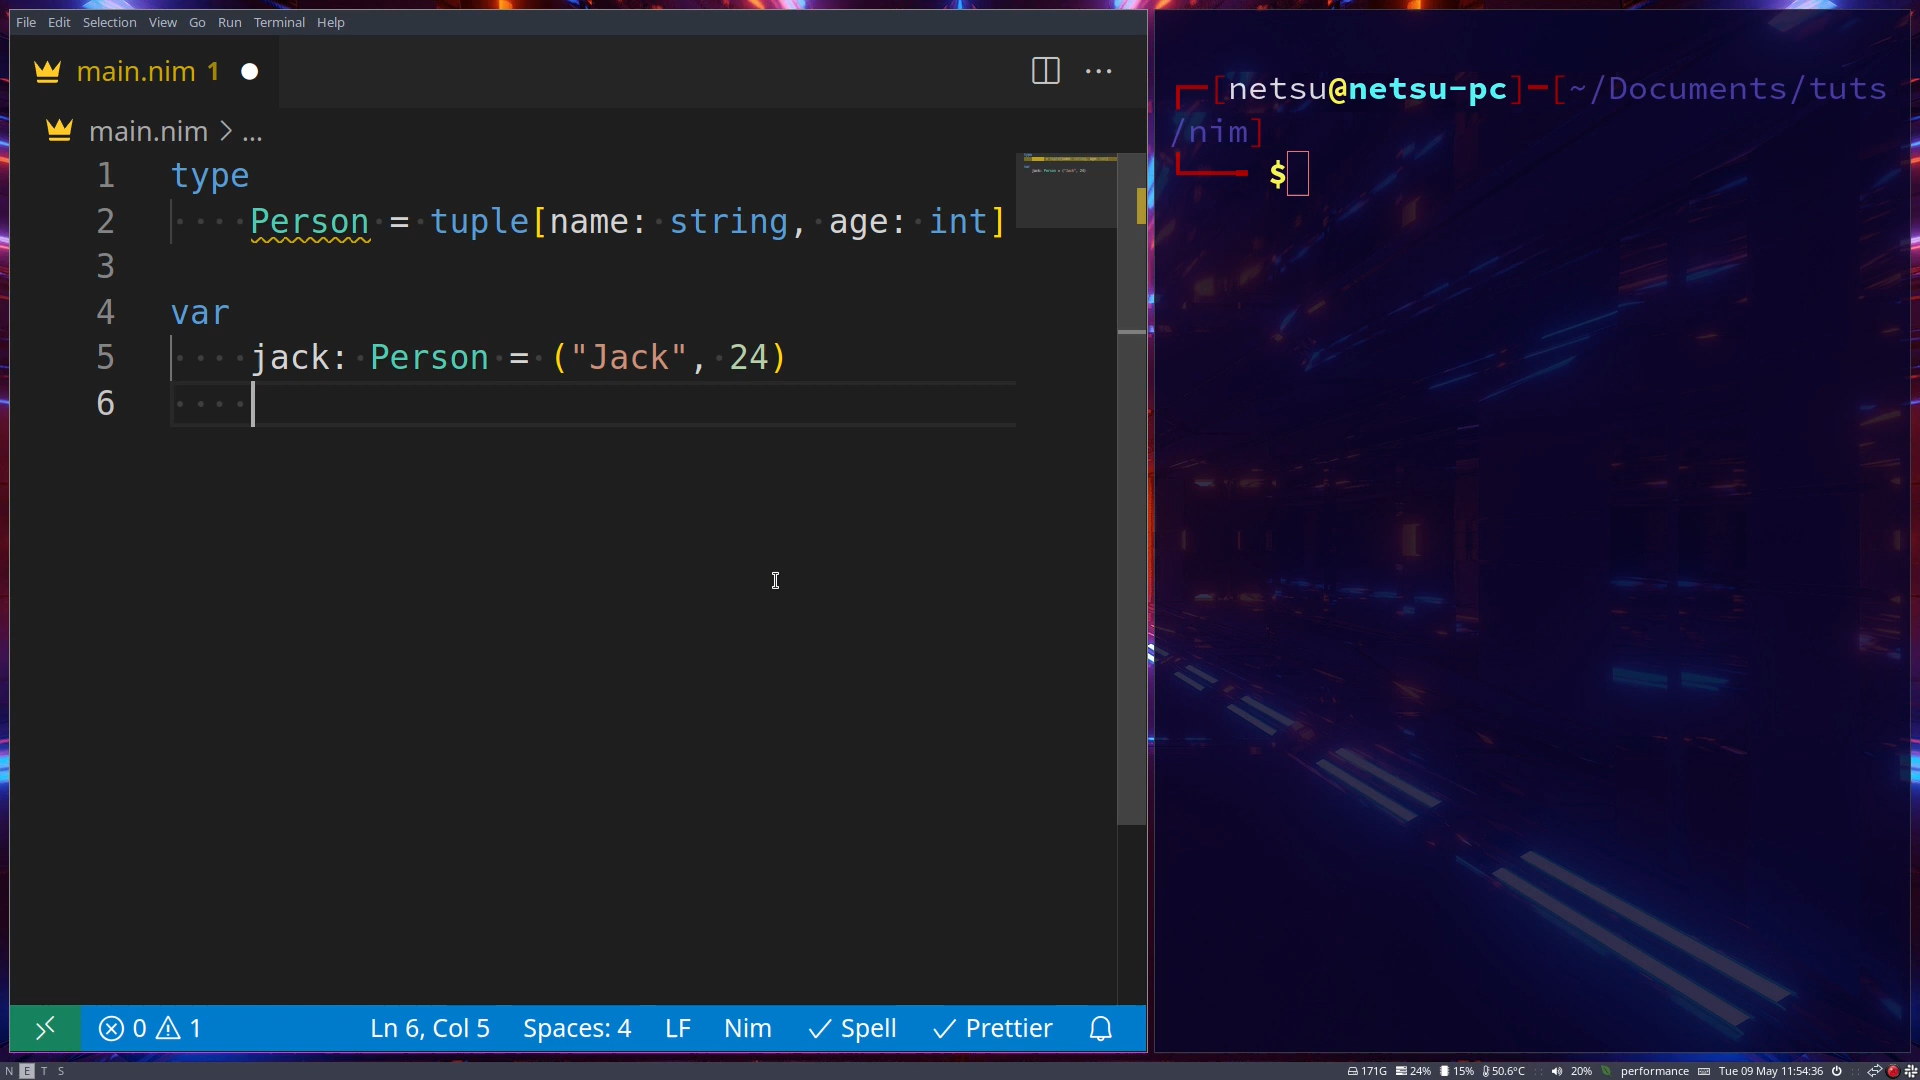 File Edit Selection View Go Run Terminal Help
main.nim 1
main.nim > ...
1 type
2 Person = tuple[name: string, age: int]
3
4 var
5 jack: Person = ("Jack", 24)
6
0 1 Ln 6, Col 5 Spaces: 4 LF Nim Spell Prettier
[netsu@netsu-pc]-[~/Documents/tuts
/nim]
$
N E T S 171G 24% 15% 50.6°C 20% performance Tue 09 May 11:54:36